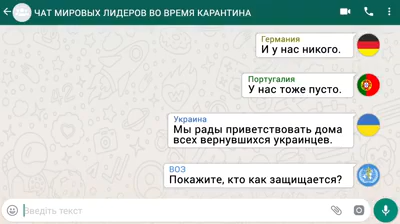 ЧАТ МИРОВЫХ ЛИДЕРОВ ВО ВРЕМЯ КАРАНТИНА
Германия
И у нас никого.
Португалия
У нас тоже пусто.
Украина
Мы рады приветствовать дома
всех вернувшихся украинцев.
ВОЗ
Покажите, кто как защищается?
Введіть текст